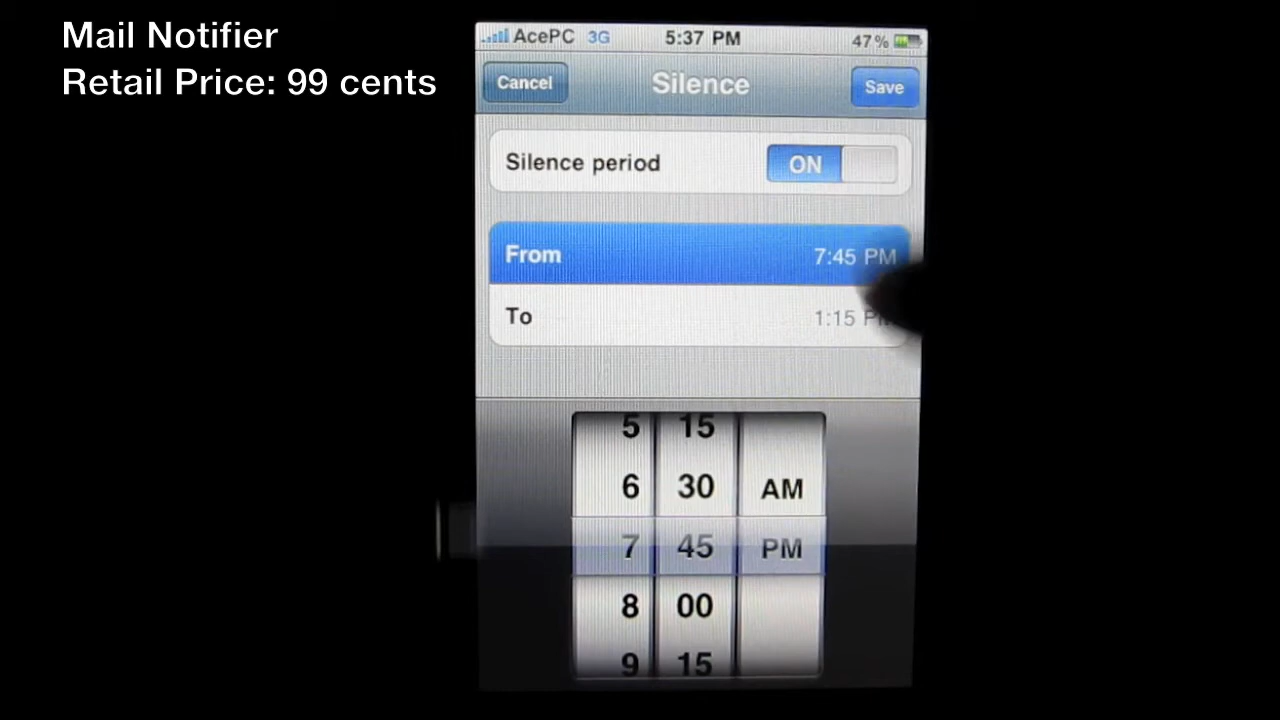 Mail Notifier
Retail Price: 99 cents
AcePC 3G 5:37 PM 47%
Cancel Silence Save
Silence period ON
From 7:45 PM
To 1:15
5 15
6 30 AM
7 45 PM
8 00
9 15